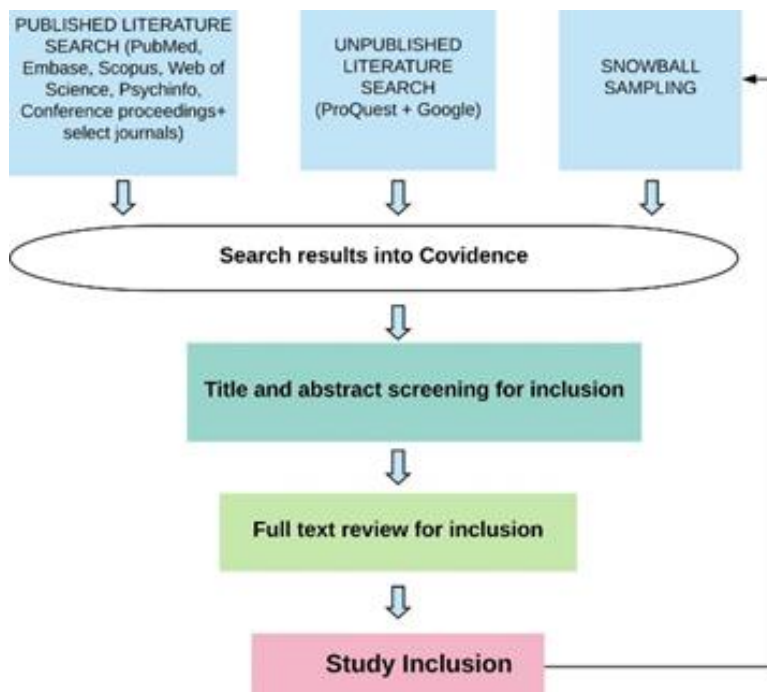 PUBLISHED LITERATURE
SEARCH (PubMed,
Embase, Scopus, Web of
Science, Psychinfo,
Conference proceedings+
select journals)
UNPUBLISHED
LITERATURE
SEARCH
(ProQuest + Google)
SNOWBALL
SAMPLING
Search results into Covidence
Title and abstract screening for inclusion
Full text review for inclusion
Study Inclusion